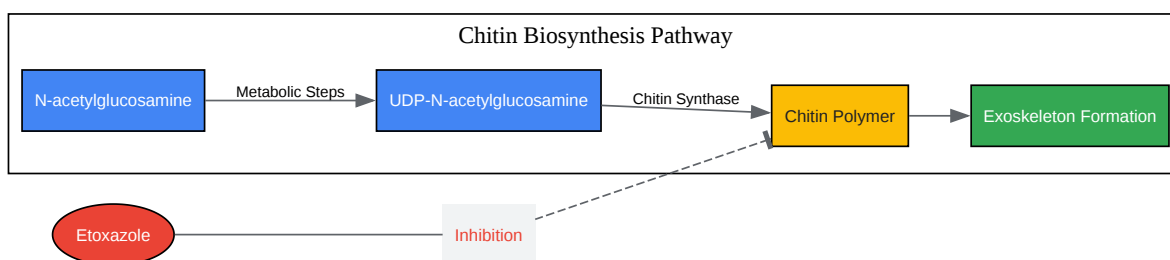 Chitin Biosynthesis Pathway
N-acetylglucosamine
Metabolic Steps
UDP-N-acetylglucosamine
Chitin Synthase
Chitin Polymer
Exoskeleton Formation
Etoxazole
Inhibition